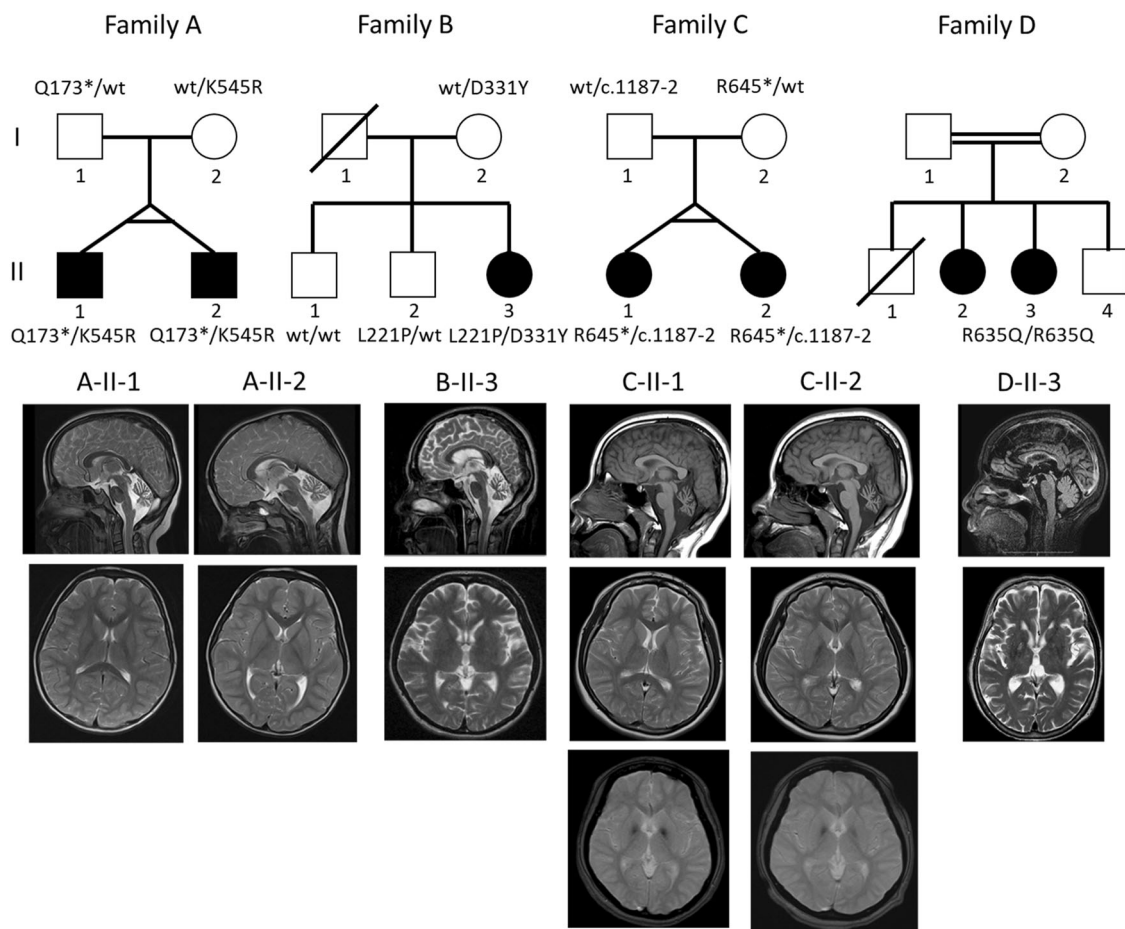 Family A Family B Family C Family D
Q173*/wt wt/K545R wt/D331Y wt/c.1187-2 R645*/wt
I
1 2 1 2 1 2 1 2
II
1 2 1 2 3 1 2 1 2 3 4
Q173*/K545R Q173*/K545R wt/wt L221P/wt L221P/D331Y R645*/c.1187-2 R645*/c.1187-2 R635Q/R635Q
A-II-1 A-II-2 B-II-3 C-II-1 C-II-2 D-II-3